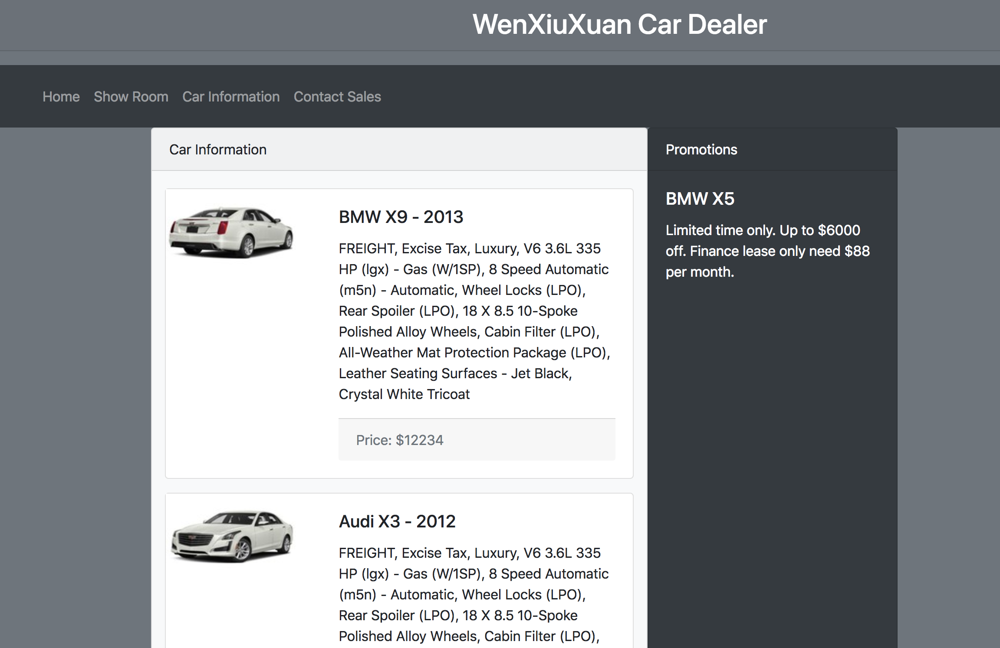 WenXiuXuan Car Dealer
Home Show Room Car Information Contact Sales
Car Information
BMW X9 - 2013
FREIGHT, Excise Tax, Luxury, V6 3.6L 335
HP (lgx) - Gas (W/1SP), 8 Speed Automatic
(m5n) - Automatic, Wheel Locks (LPO),
Rear Spoiler (LPO), 18 X 8.5 10-Spoke
Polished Alloy Wheels, Cabin Filter (LPO),
All-Weather Mat Protection Package (LPO),
Leather Seating Surfaces - Jet Black,
Crystal White Tricoat
Price: $12234
Audi X3 - 2012
FREIGHT, Excise Tax, Luxury, V6 3.6L 335
HP (lgx) - Gas (W/1SP), 8 Speed Automatic
(m5n) - Automatic, Wheel Locks (LPO),
Rear Spoiler (LPO), 18 X 8.5 10-Spoke
Polished Alloy Wheels, Cabin Filter (LPO),
Promotions
BMW X5
Limited time only. Up to $6000
off. Finance lease only need $88
per month.